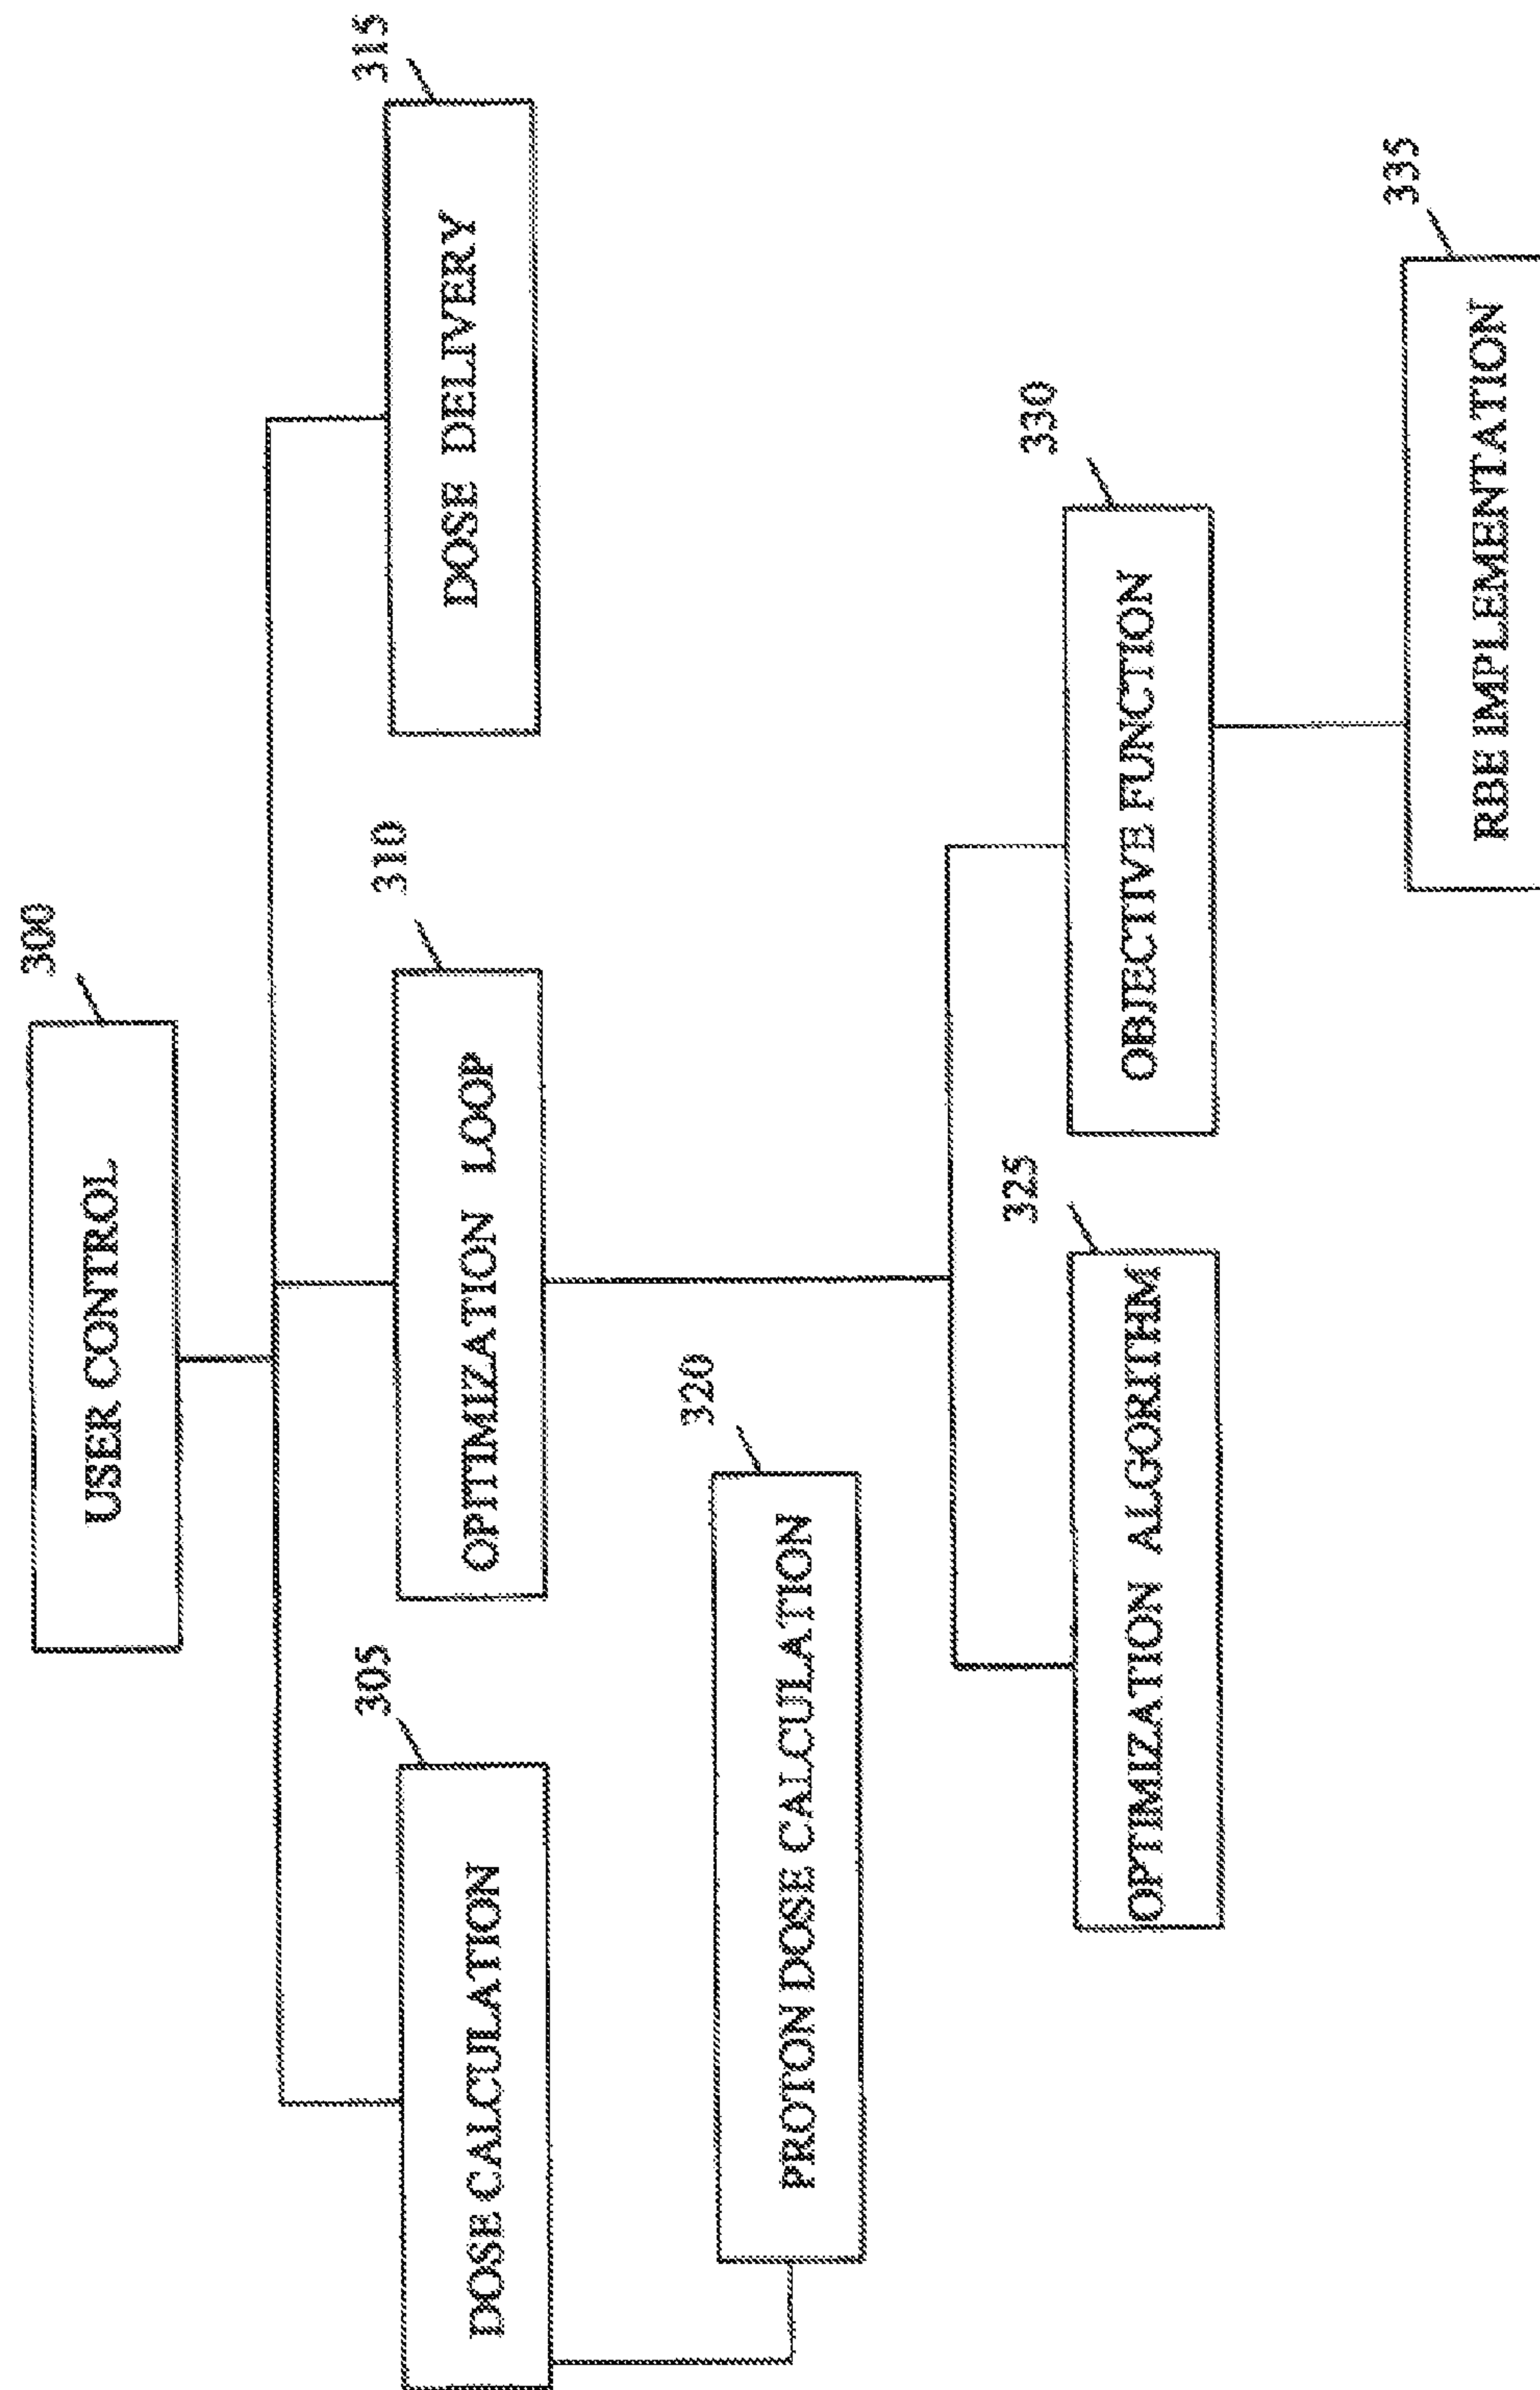 300
USER CONTROL
305
DOSE CALCULATION
310
OPTIMIZATION LOOP
315
DOSE DELIVERY
320
PROTON DOSE CALCULATION
325
OPTIMIZATION ALGORITHM
330
OBJECTIVE FUNCTION
335
RBE IMPLEMENTATION